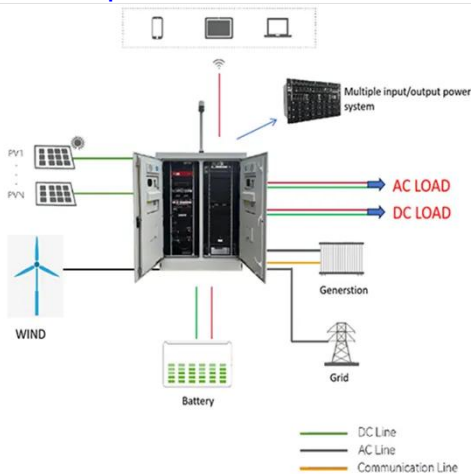 Multiple input/output power
system
PV1
PVN
AC LOAD
DC LOAD
Generstion
WIND
Grid
Battery
DC Line
AC Line
Communication Line